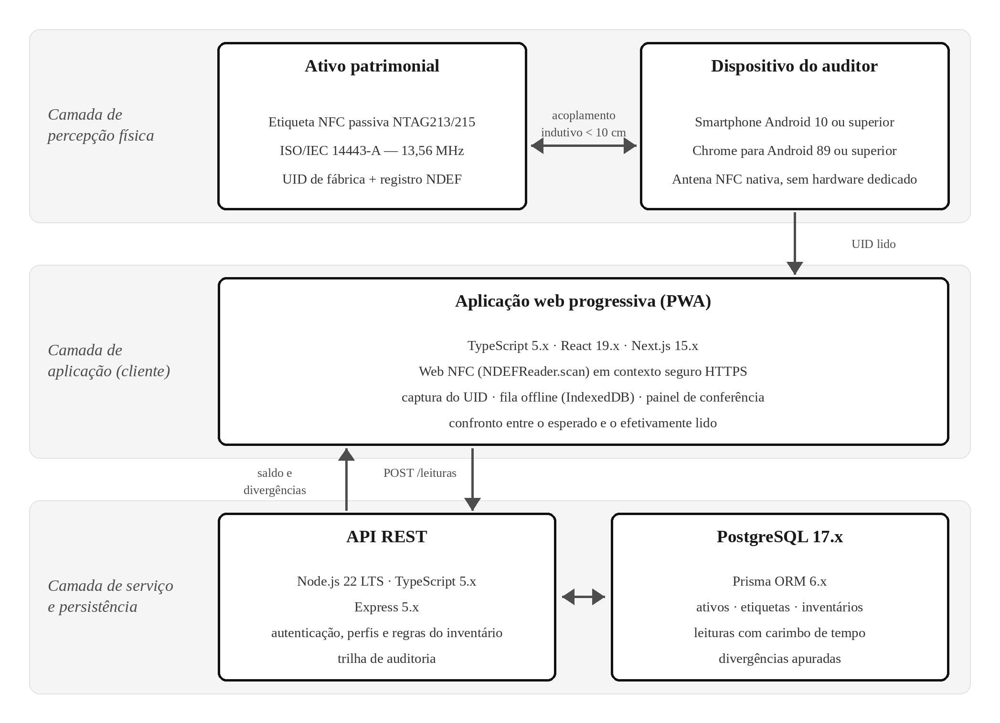 Camada de
percepção física
Ativo patrimonial
Etiqueta NFC passiva NTAG213/215
ISO/IEC 14443-A — 13,56 MHz
UID de fábrica + registro NDEF
acoplamento
indutivo < 10 cm
Dispositivo do auditor
Smartphone Android 10 ou superior
Chrome para Android 89 ou superior
Antena NFC nativa, sem hardware dedicado
UID lido
Camada de
aplicação (cliente)
Aplicação web progressiva (PWA)
TypeScript 5.x · React 19.x · Next.js 15.x
Web NFC (NDEFReader.scan) em contexto seguro HTTPS
captura do UID · fila offline (IndexedDB) · painel de conferência
confronto entre o esperado e o efetivamente lido
saldo e
divergências
POST /leituras
Camada de serviço
e persistência
API REST
Node.js 22 LTS · TypeScript 5.x
Express 5.x
autenticação, perfis e regras do inventário
trilha de auditoria
PostgreSQL 17.x
Prisma ORM 6.x
ativos · etiquetas · inventários
leituras com carimbo de tempo
divergências apuradas